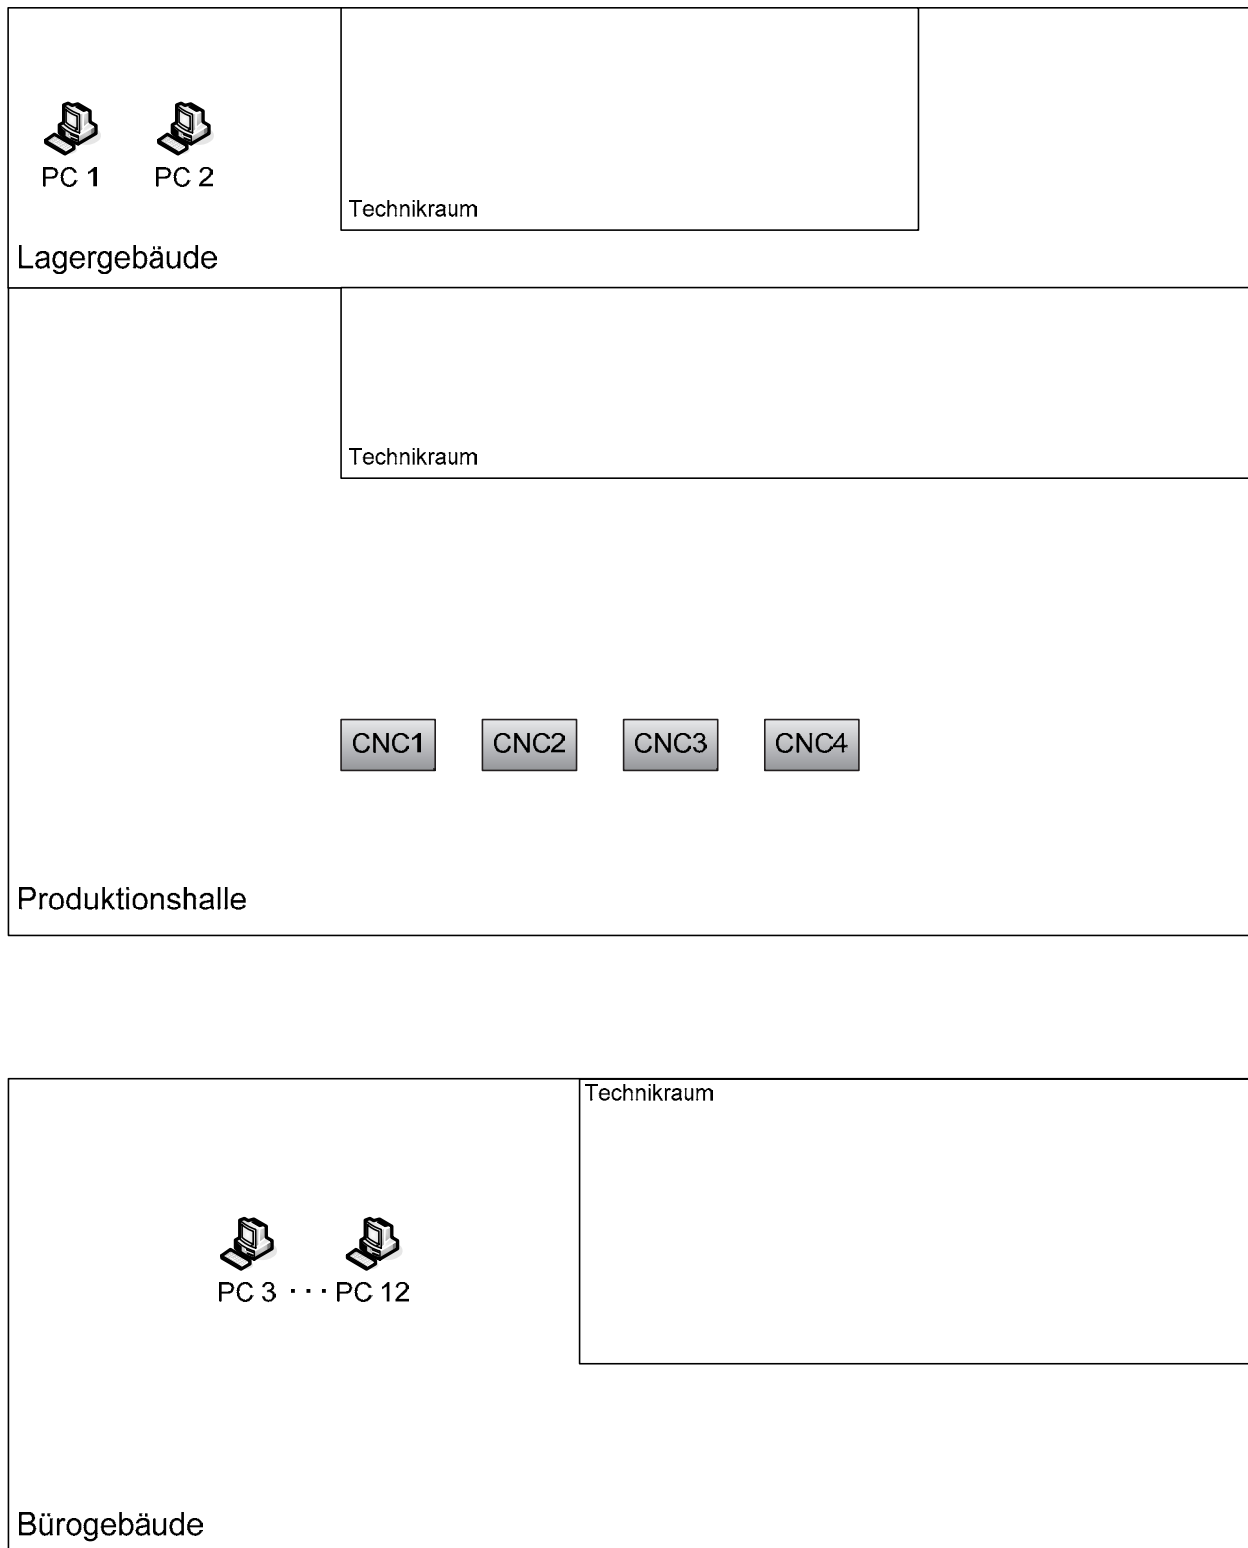 PC 1 PC 2
Technikraum
Lagergebäude
Technikraum
CNC1 CNC2 CNC3 CNC4
Produktionshalle
Technikraum
PC 3 ··· PC 12
Bürogebäude